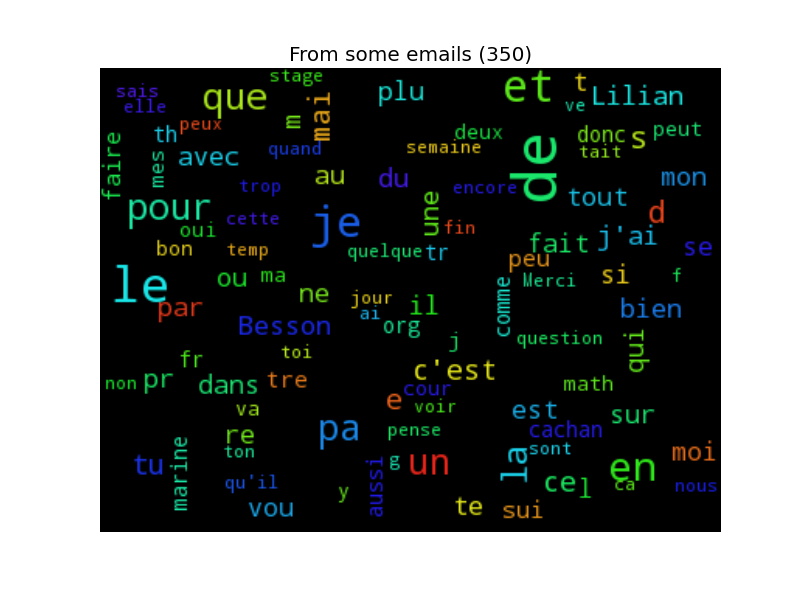 From some emails (350)
stage
sais
que
plu
et
t
Lilian
elle
ve
mai
m
peux
th
deux
donc
s
peut
faire
mes
avec
quand
semaine
tait
de
au
du
trop
encore
tout
mon
pour
cette
je
une
fin
d
oui
j'ai
bon
temp
quelque
tr
fait
se
peu
ou
ma
Merci
si
f
le
par
ne
jour
ai
il
comme
bien
Besson
org
j
question
qui
toi
fr
c'est
non
pr
dans
tre
cour
math
e
voir
va
est
sur
pa
re
pense
cachan
ton
sont
moi
tu
marine
g
un
la
en
qu'il
aussi
y
ce
l
ca
nous
vou
te
sui